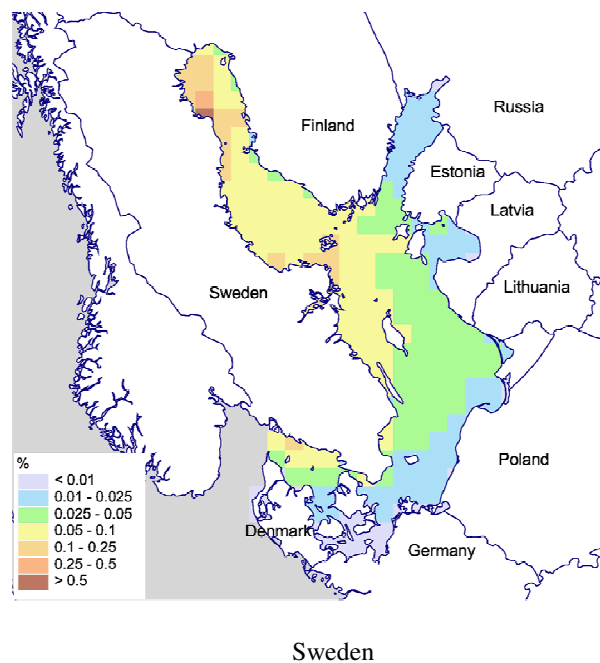 Russia
Finland
Estonia
Latvia
Lithuania
Sweden
Poland
Denmark
Germany
%
< 0.01
0.01 - 0.025
0.025 - 0.05
0.05 - 0.1
0.1 - 0.25
0.25 - 0.5
> 0.5
Sweden